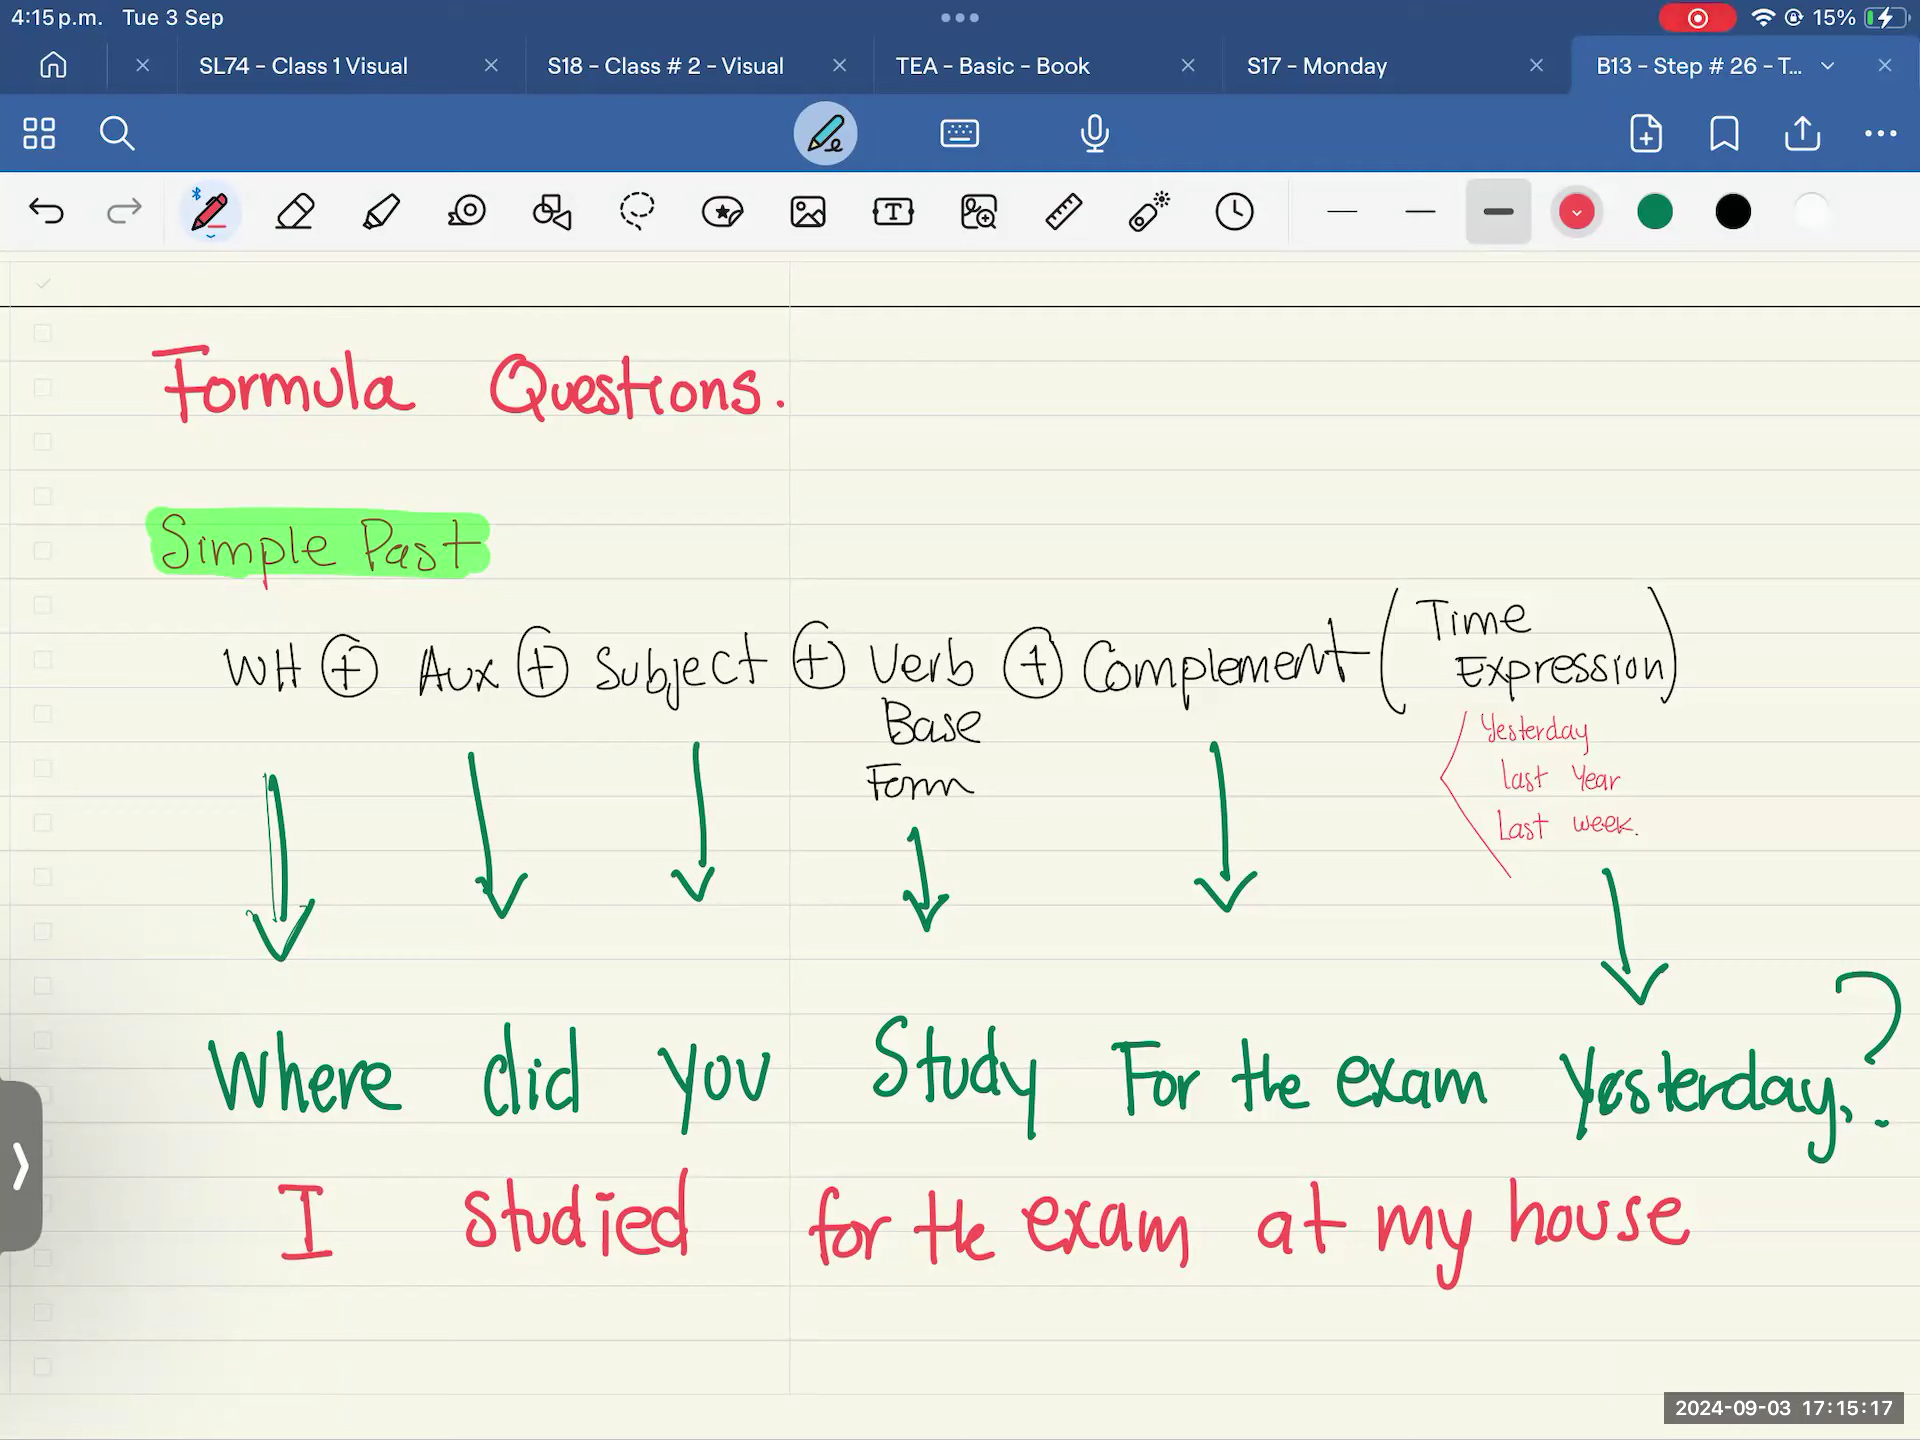 4:15 p.m. Tue 3 Sep 15%
SL74 - Class 1 Visual S18 - Class # 2 - Visual TEA - Basic - Book S17 - Monday B13 - Step # 26 - T...
Formula Questions.
Simple Past
WH + Aux + Subject + Verb + Complement (Time
Expression)
Base
Form
Yesterday
last Year
Last week.
Where did you Study For the exam Yesterday?
I studied for the exam at my house
2024-09-03 17:15:17